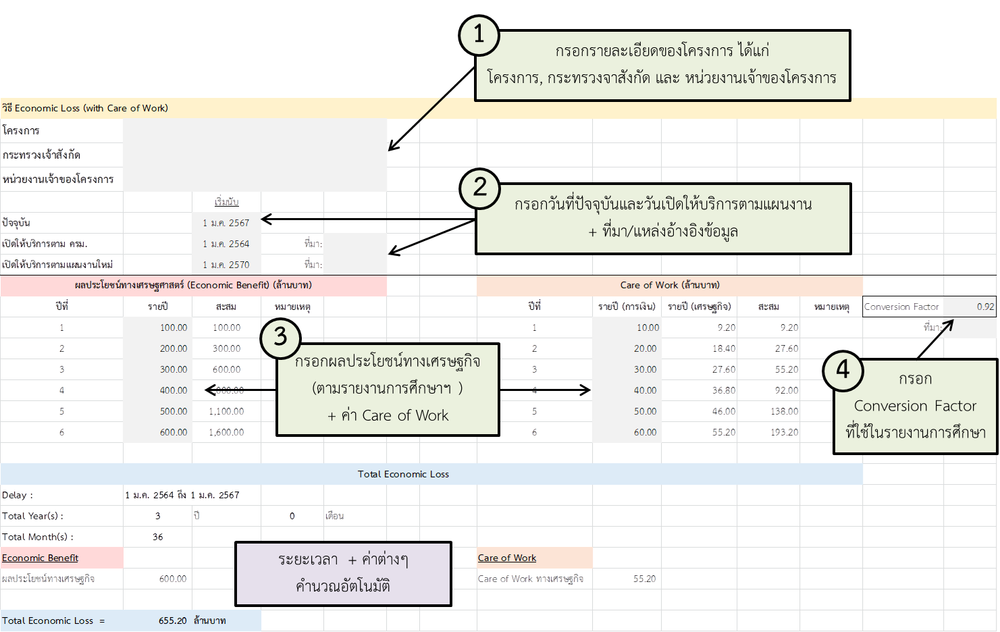 1
กรอกรายละเอียดของโครงการ ได้แก่
โครงการ, กระทรวงจาสังกัด และ หน่วยงานเจ้าของโครงการ
วิธี Economic Loss (with Care of Work)
โครงการ
กระทรวงเจ้าสังกัด
หน่วยงานเจ้าของโครงการ
2
กรอกวันที่ปัจจุบันและวันเปิดให้บริการตามแผนงาน
+ ที่มา/แหล่งอ้างอิงข้อมูล
เริ่มนับ
ปัจจุบัน 1 ม.ค. 2567
เปิดให้บริการตาม ครม. 1 ม.ค. 2564 ที่มา:
เปิดให้บริการตามแผนงานใหม่ 1 ม.ค. 2570 ที่มา:
ผลประโยชน์ทางเศรษฐศาสตร์ (Economic Benefit) (ล้านบาท) Care of Work (ล้านบาท)
ปีที่ รายปี สะสม หมายเหตุ ปีที่ รายปี (การเงิน) รายปี (เศรษฐกิจ) สะสม หมายเหตุ Conversion Factor 0.92
1 100.00 100.00 1 10.00 9.20 9.20 ที่มา:
2 200.00 300.00 2 20.00 18.40 27.60
3 300.00 600.00 3 30.00 27.60 55.20
4 400.00 4 40.00 36.80 92.00
5 500.00 1,100.00 5 50.00 46.00 138.00
6 600.00 1,600.00 6 60.00 55.20 193.20
3
กรอกผลประโยชน์ทางเศรษฐกิจ
(ตามรายงานการศึกษาฯ )
+ ค่า Care of Work
4
กรอก
Conversion Factor
ที่ใช้ในรายงานการศึกษา
Total Economic Loss
Delay : 1 ม.ค. 2564 ถึง 1 ม.ค. 2567
Total Year(s) : 3 ปี 0 เดือน
Total Month(s) : 36
ระยะเวลา + ค่าต่างๆ
คำนวณอัตโนมัติ
Economic Benefit Care of Work
ผลประโยชน์ทางเศรษฐกิจ 600.00 Care of Work ทางเศรษฐกิจ 55.20
Total Economic Loss = 655.20 ล้านบาท